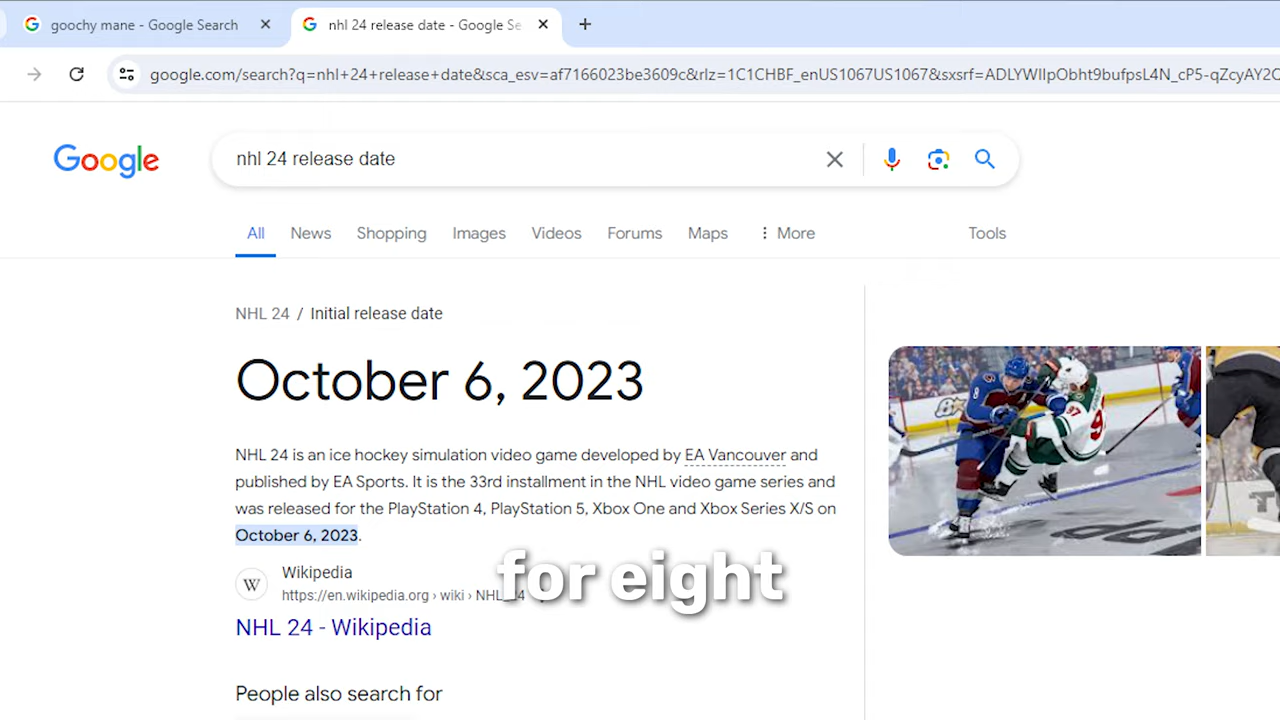 goochy mane - Google Search
nhl 24 release date - Google Se
google.com/search?q=nhl+24+release+date&sca_esv=af7166023be3609c&rlz=1C1CHBF_enUS1067US1067&sxsrf=ADLYWIIpObht9bufpsL4N_cP5-qZcyAY2Q
Google
nhl 24 release date
All News Shopping Images Videos Forums Maps More Tools
NHL 24 / Initial release date
October 6, 2023
NHL 24 is an ice hockey simulation video game developed by EA Vancouver and
published by EA Sports. It is the 33rd installment in the NHL video game series and
was released for the PlayStation 4, PlayStation 5, Xbox One and Xbox Series X/S on
October 6, 2023.
W
Wikipedia
https://en.wikipedia.org › wiki › NHL_24
for eight
NHL 24 - Wikipedia
People also search for